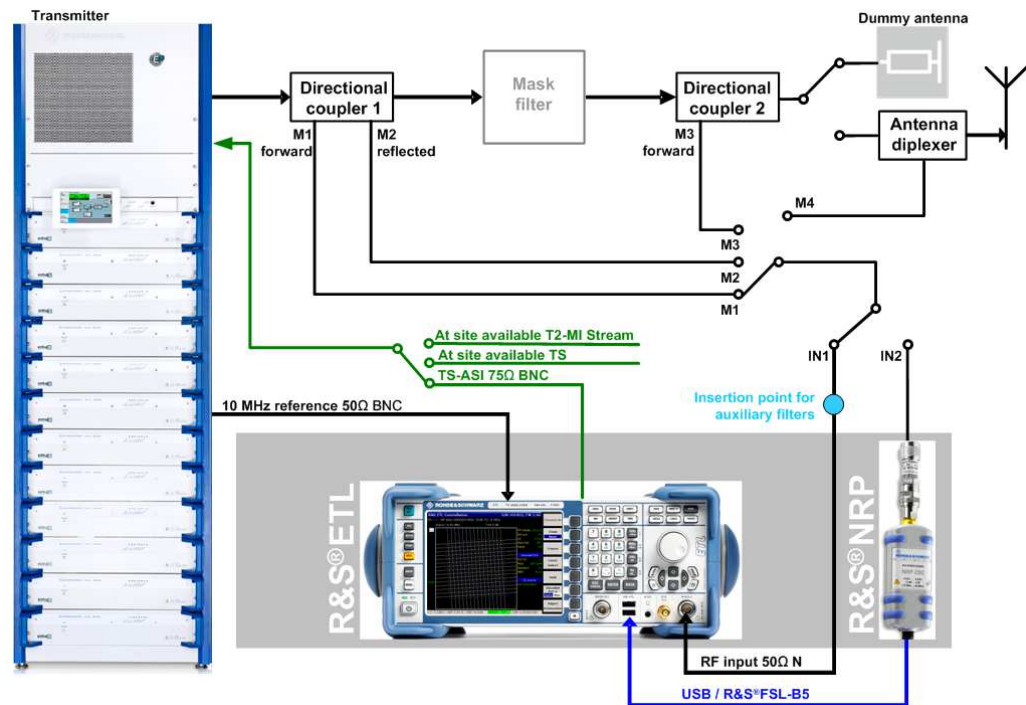 Transmitter
Dummy antenna
Directional
coupler 1
Mask
filter
Directional
coupler 2
Antenna
diplexer
M1
forward
M2
reflected
M3
forward
M4
M3
M2
M1
At site available T2-MI Stream
At site available TS
TS-ASI 75Ω BNC
IN1
IN2
10 MHz reference 50Ω BNC
Insertion point for
auxiliary filters
R&S®ETL
R&S®NRP
ROHDE&SCHWARZ
RF input 50Ω N
USB / R&S®FSL-B5